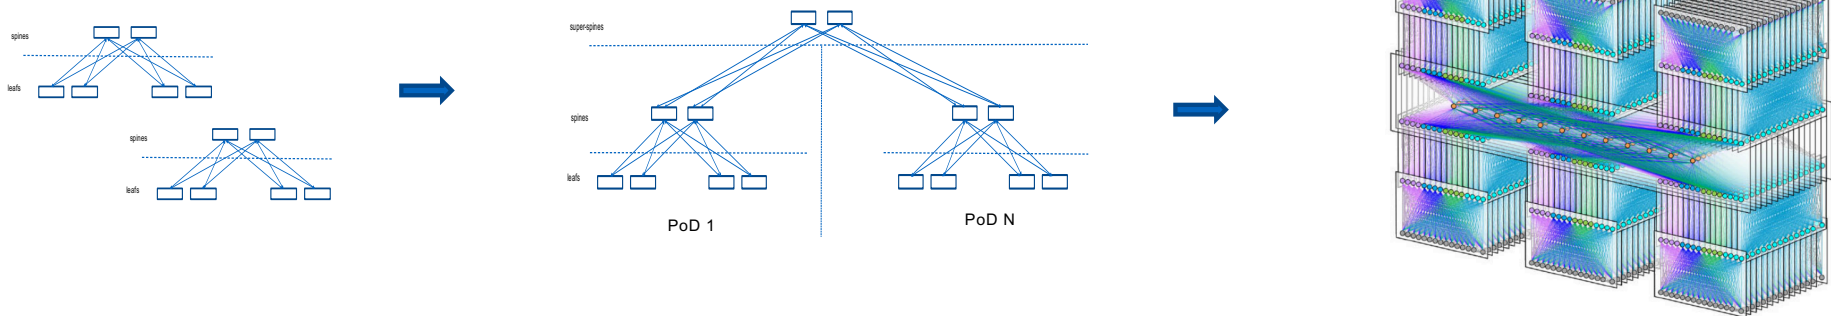 spines
leafs
spines
leafs
super-spines
spines
leafs
PoD 1
PoD N